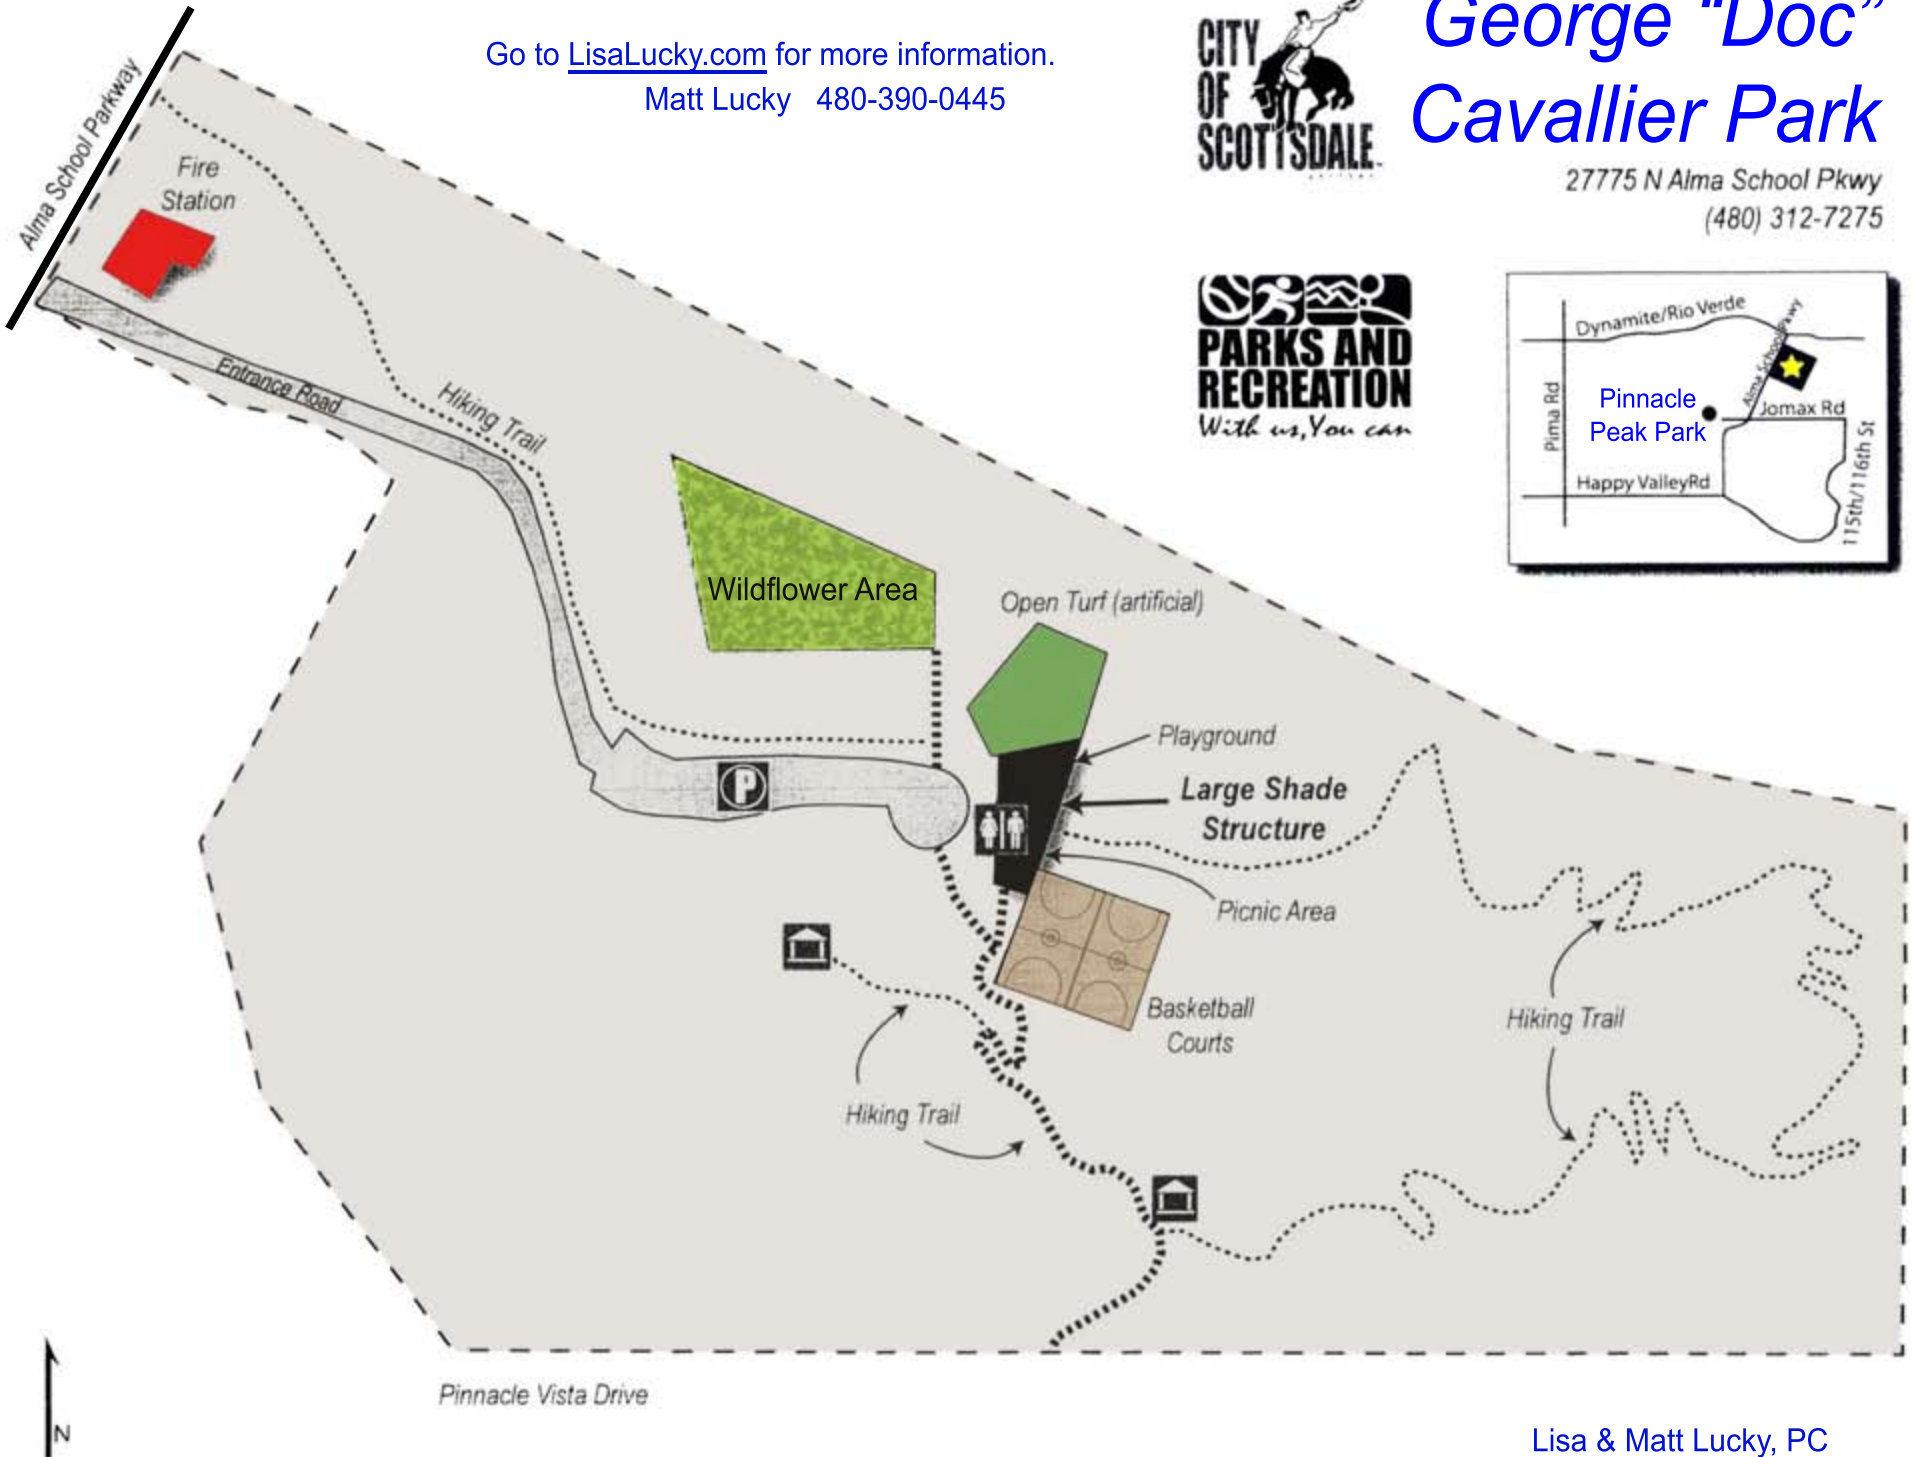 George “Doc”
Cavallier Park
27775 N Alma School Pkwy
(480) 312-7275
Go to LisaLucky.com for more information.
Matt Lucky 480-390-0445
CITY
OF
SCOTTSDALE
PARKS AND
RECREATION
With us, You can
Dynamite/Rio Verde
Alma School Pkwy
Pima Rd
Pinnacle
Peak Park
Jomax Rd
Happy ValleyRd
115th/116th St
Alma School Parkway
Fire
Station
Entrance Road
Hiking Trail
Wildflower Area
Open Turf (artificial)
Playground
Large Shade
Structure
P
Picnic Area
Basketball
Courts
Hiking Trail
Hiking Trail
Pinnacle Vista Drive
N
Lisa & Matt Lucky, PC